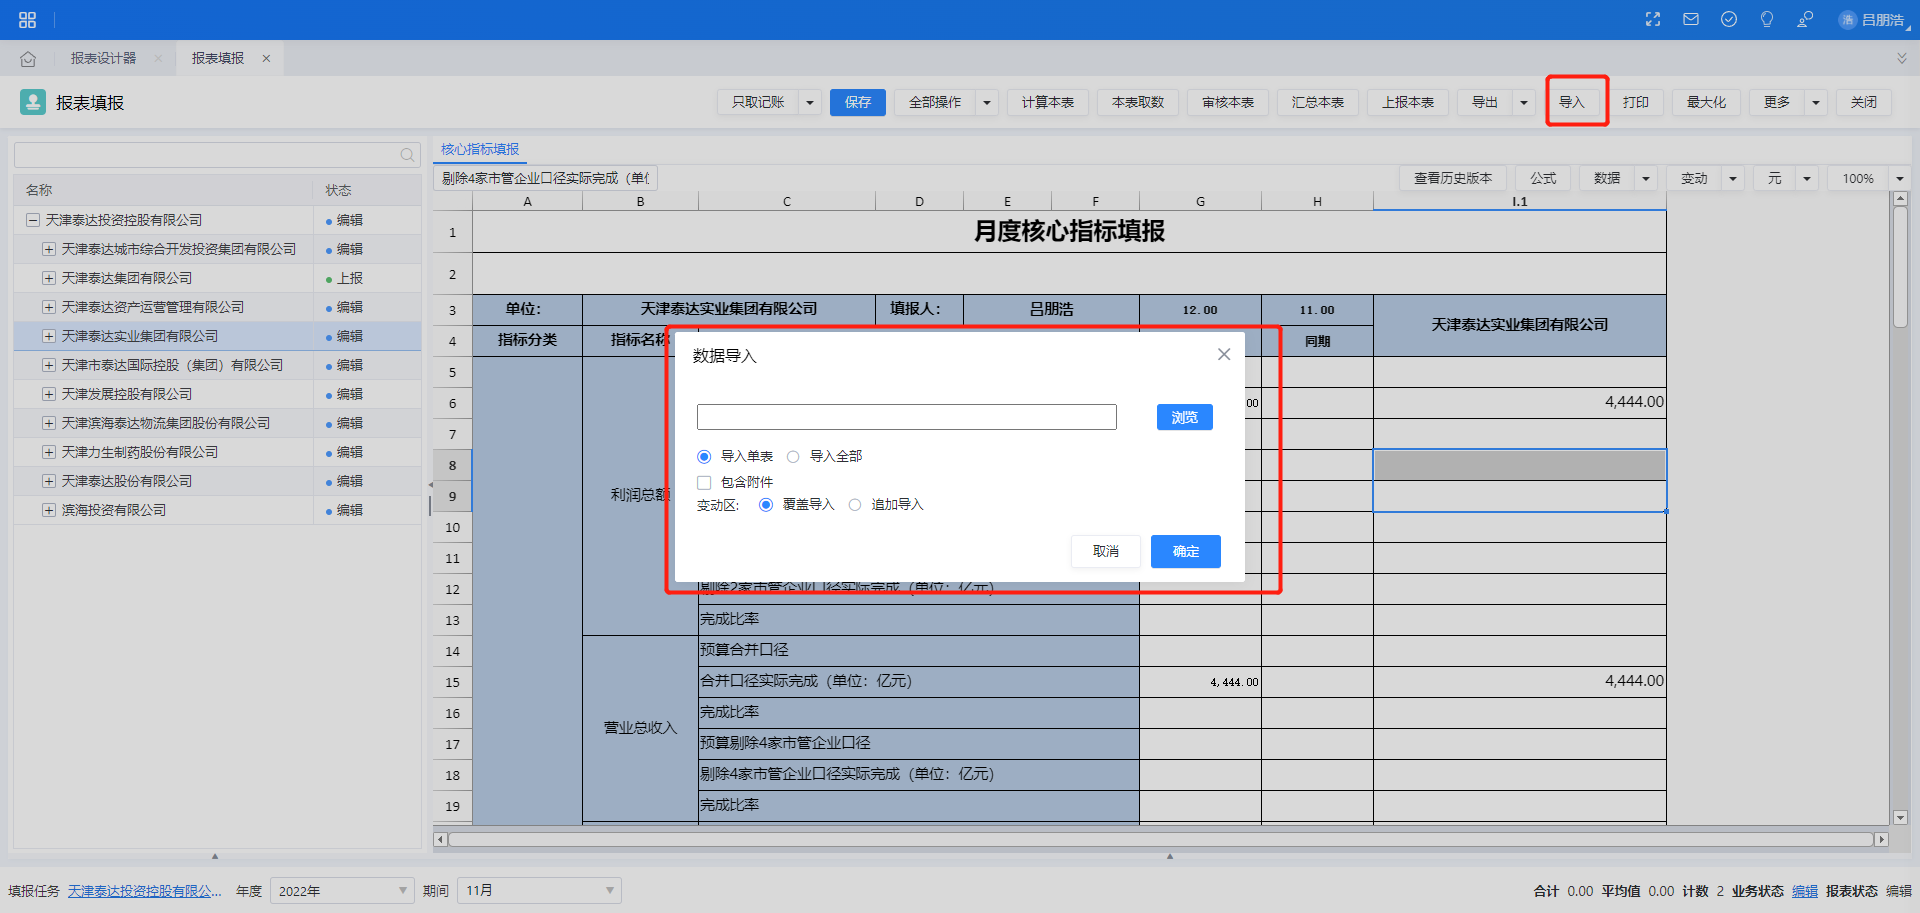 浩 吕朋浩
报表设计器 报表填报
报表填报
只取记账 保存 全部操作 计算本表 本表取数 审核本表 汇总本表 上报本表 导出 导入 打印 最大化 更多 关闭
核心指标填报
剔除4家市管企业口径实际完成（单位 查看历史版本 公式 数据 变动 元 100%
名称 状态
天津泰达投资控股有限公司 编辑
天津泰达城市综合开发投资集团有限公司 编辑
天津泰达集团有限公司 上报
天津泰达资产运营管理有限公司 编辑
天津泰达实业集团有限公司 编辑
天津市泰达国际控股（集团）有限公司 编辑
天津发展控股有限公司 编辑
天津滨海泰达物流集团股份有限公司 编辑
天津力生制药股份有限公司 编辑
天津泰达股份有限公司 编辑
滨海投资有限公司 编辑
A B C D E F G H I.1
1 月度核心指标填报
2
3 单位： 天津泰达实业集团有限公司 填报人： 吕朋浩 12.00 11.00 天津泰达实业集团有限公司
4 指标分类 指标名称 同期
5
6 00 4,444.00
7
8
9 利润总额
10
11
12 剔除2家市管企业口径实际完成（单位：亿元）
13 完成比率
14 预算合并口径
15 合并口径实际完成（单位：亿元） 4,444.00 4,444.00
16 完成比率
营业总收入
17 预算剔除4家市管企业口径
18 剔除4家市管企业口径实际完成（单位：亿元）
19 完成比率
数据导入
浏览
导入单表 导入全部
包含附件
变动区: 覆盖导入 追加导入
取消 确定
填报任务 天津泰达投资控股有限公... 年度 2022年 期间 11月 合计 0.00 平均值 0.00 计数 2 业务状态 编辑 报表状态 编辑